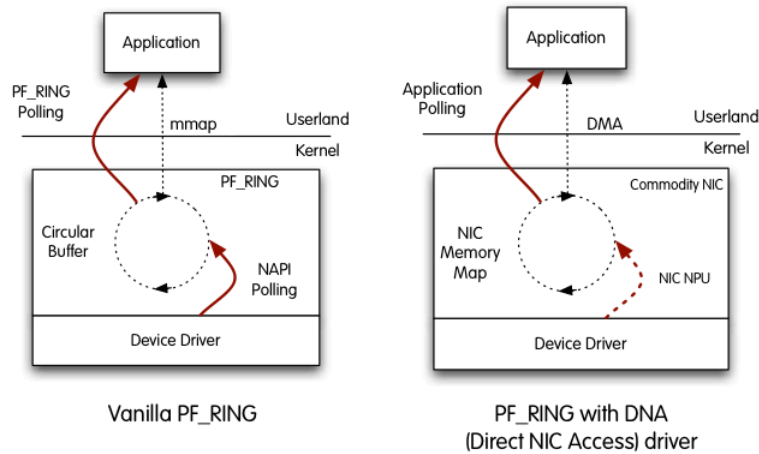 Application
PF_RING
Polling
mmap
Userland
Kernel
PF_RING
Circular
Buffer
NAPI
Polling
Device Driver
Vanilla PF_RING
Application
Application
Polling
DMA
Userland
Kernel
Commodity NIC
NIC
Memory
Map
NIC NPU
Device Driver
PF_RING with DNA
(Direct NIC Access) driver